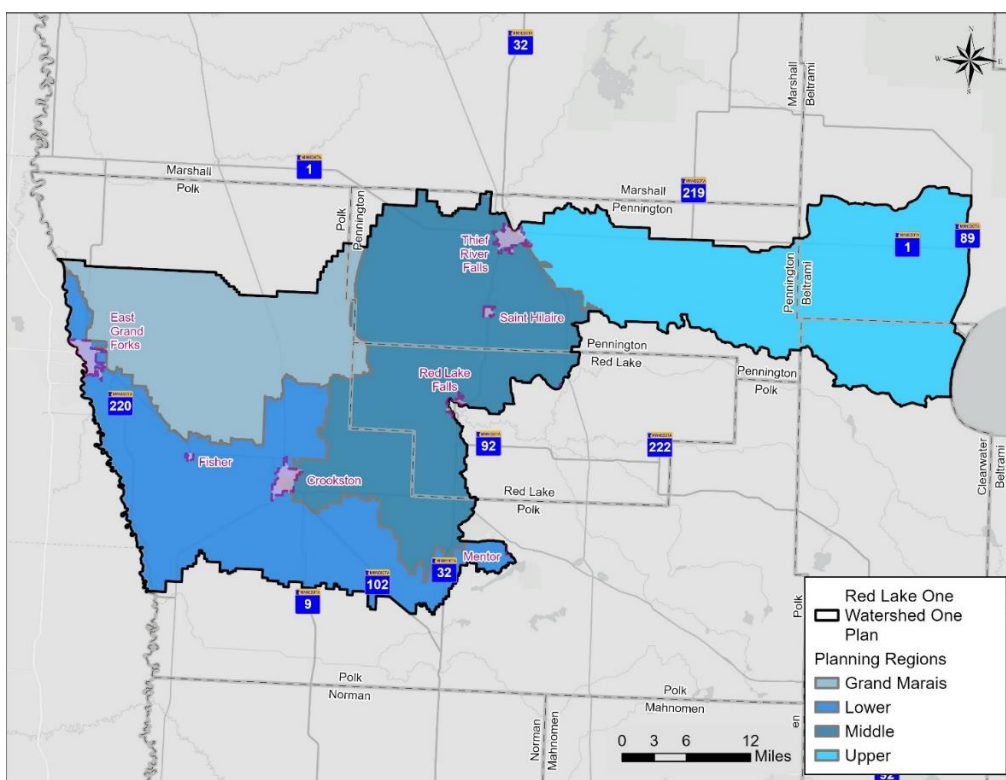 32
N
W
E
S
Marshall
Beltrami
1
Marshall
Polk
Polk
Pennington
219
Marshall
Pennington
Thief
River
Falls
1
89
Pennington
Beltrami
Saint Hilaire
East
Grand
Forks
Pennington
Red Lake
Red Lake
Falls
Pennington
Polk
220
92
222
Fisher
Crookston
Clearwater
Beltrami
Red Lake
Polk
Mentor
32
102
9
Polk
Polk
Norman
Polk
Mahnomen
Norman
Mahnomen
en
0 3 6 12
Miles
Red Lake One
Watershed One
Plan
Planning Regions
Grand Marais
Lower
Middle
Upper